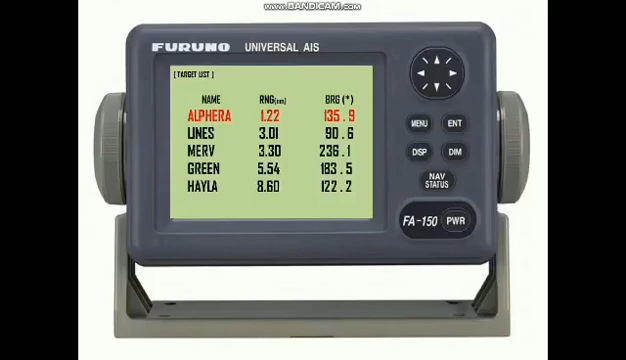 www.BANDICAM.com
FURUNO UNIVERSAL AIS
[ TARGET LIST ]
NAME RNG(nm) BRG (°)
ALPHERA 1.22 135 . 9
LINES 3.01 90 . 6
MERV 3.30 236 . 1
GREEN 5.54 183 . 5
HAYLA 8.60 122 . 2
MENU ENT
DISP DIM
NAV
STATUS
FA-150 PWR